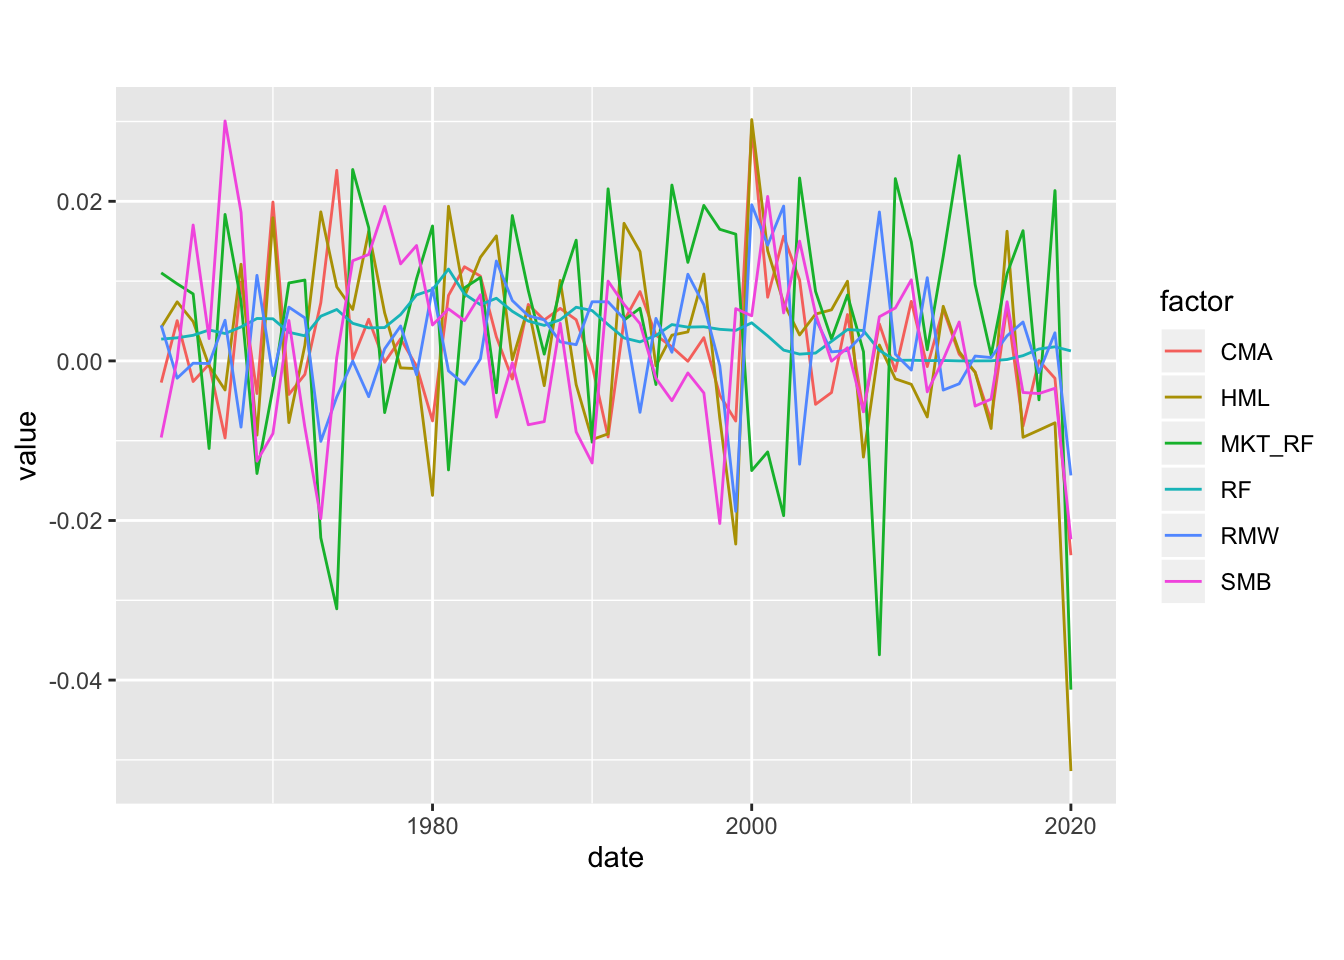 0.02
0.00
-0.02
-0.04
value
1980
2000
2020
date
factor
CMA
HML
MKT_RF
RF
RMW
SMB